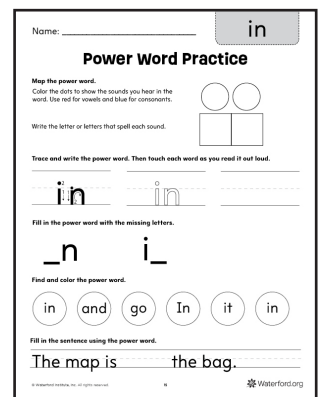 Name: ____________________
in
Power Word Practice
Map the power word.
Color the dots to show the sounds you hear in the
word. Use red for vowels and blue for consonants.
Write the letter or letters that spell each sound.
Trace and write the power word. Then touch each word as you read it out loud.
in in
Fill in the power word with the missing letters.
_n i_
Find and color the power word.
in and go In it in
Fill in the sentence using the power word.
The map is the bag.
© Waterford Institute, Inc. All rights reserved. Waterford.org